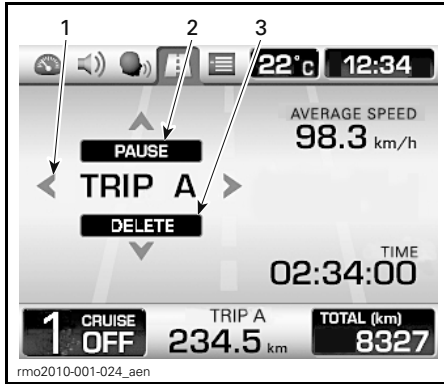 1 2 3
22°c 12:34
AVERAGE SPEED
98.3 km/h
PAUSE
TRIP A
DELETE
TIME
02:34:00
1 CRUISE OFF
TRIP A
234.5 km
TOTAL (km)
8327
rmo2010-001-024_aen